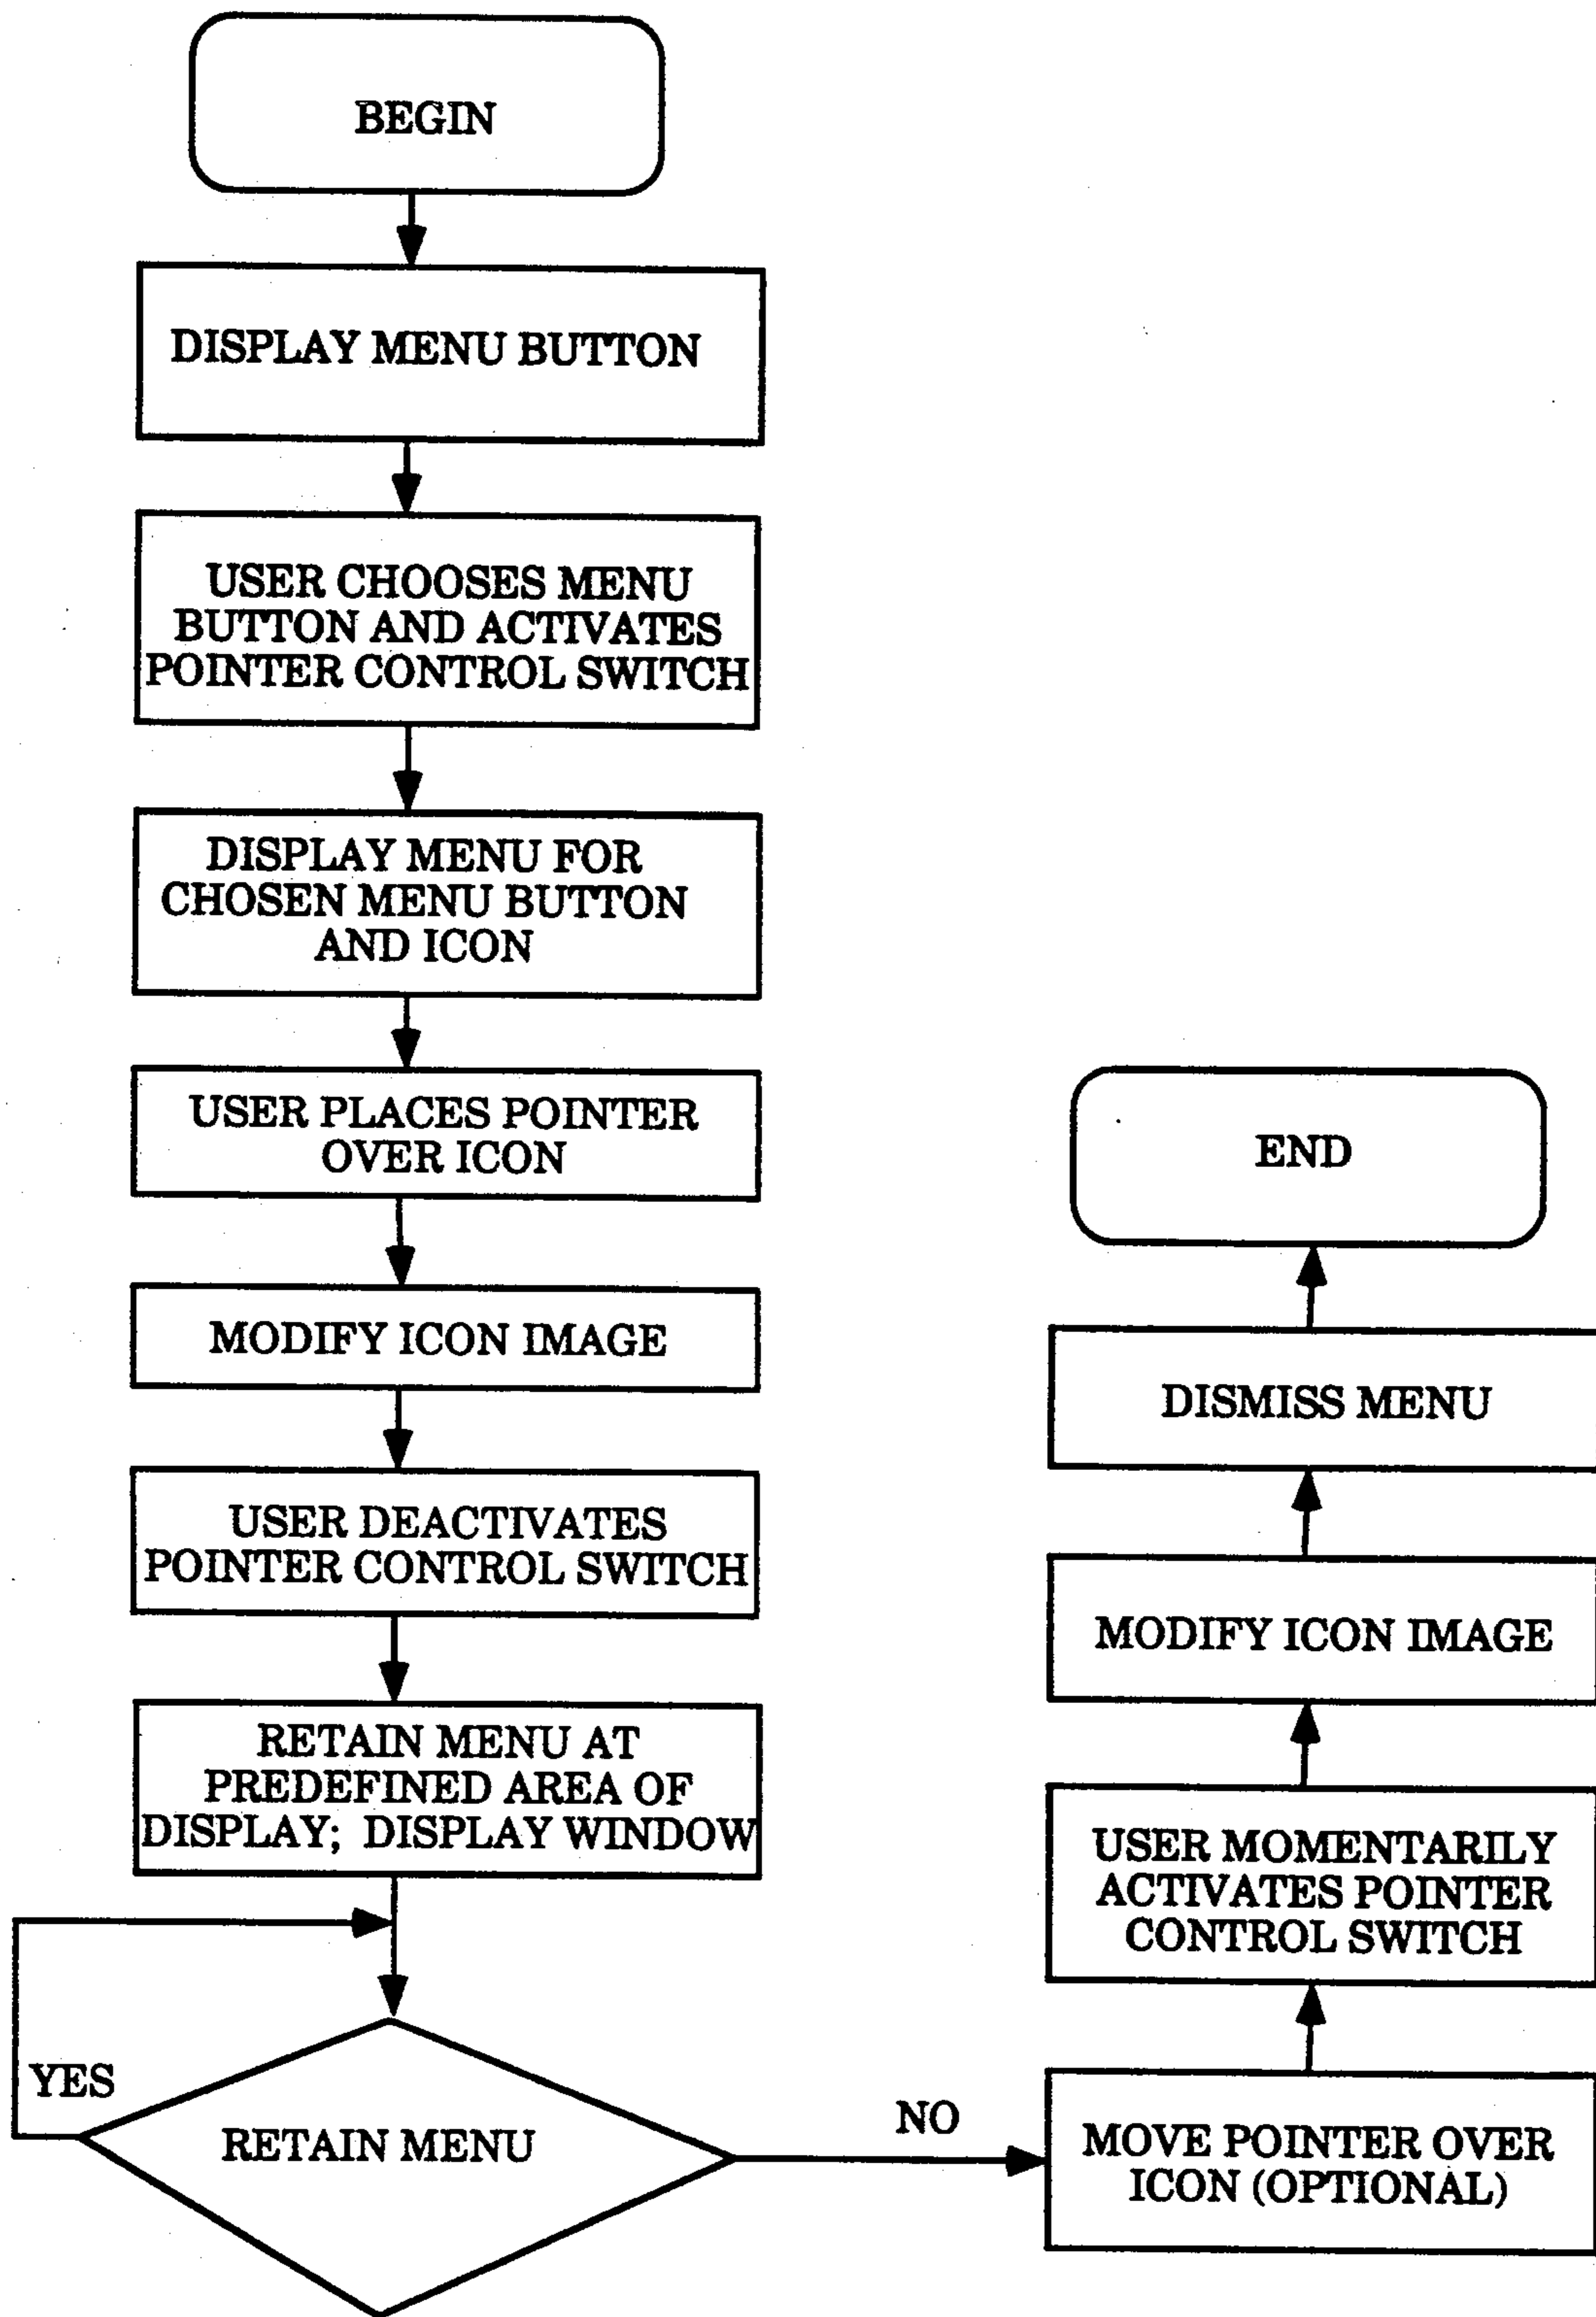 BEGIN
DISPLAY MENU BUTTON
USER CHOOSES MENU
BUTTON AND ACTIVATES
POINTER CONTROL SWITCH
DISPLAY MENU FOR
CHOSEN MENU BUTTON
AND ICON
USER PLACES POINTER
OVER ICON
MODIFY ICON IMAGE
USER DEACTIVATES
POINTER CONTROL SWITCH
RETAIN MENU AT
PREDEFINED AREA OF
DISPLAY; DISPLAY WINDOW
YES
RETAIN MENU
NO
MOVE POINTER OVER
ICON (OPTIONAL)
USER MOMENTARILY
ACTIVATES POINTER
CONTROL SWITCH
MODIFY ICON IMAGE
DISMISS MENU
END